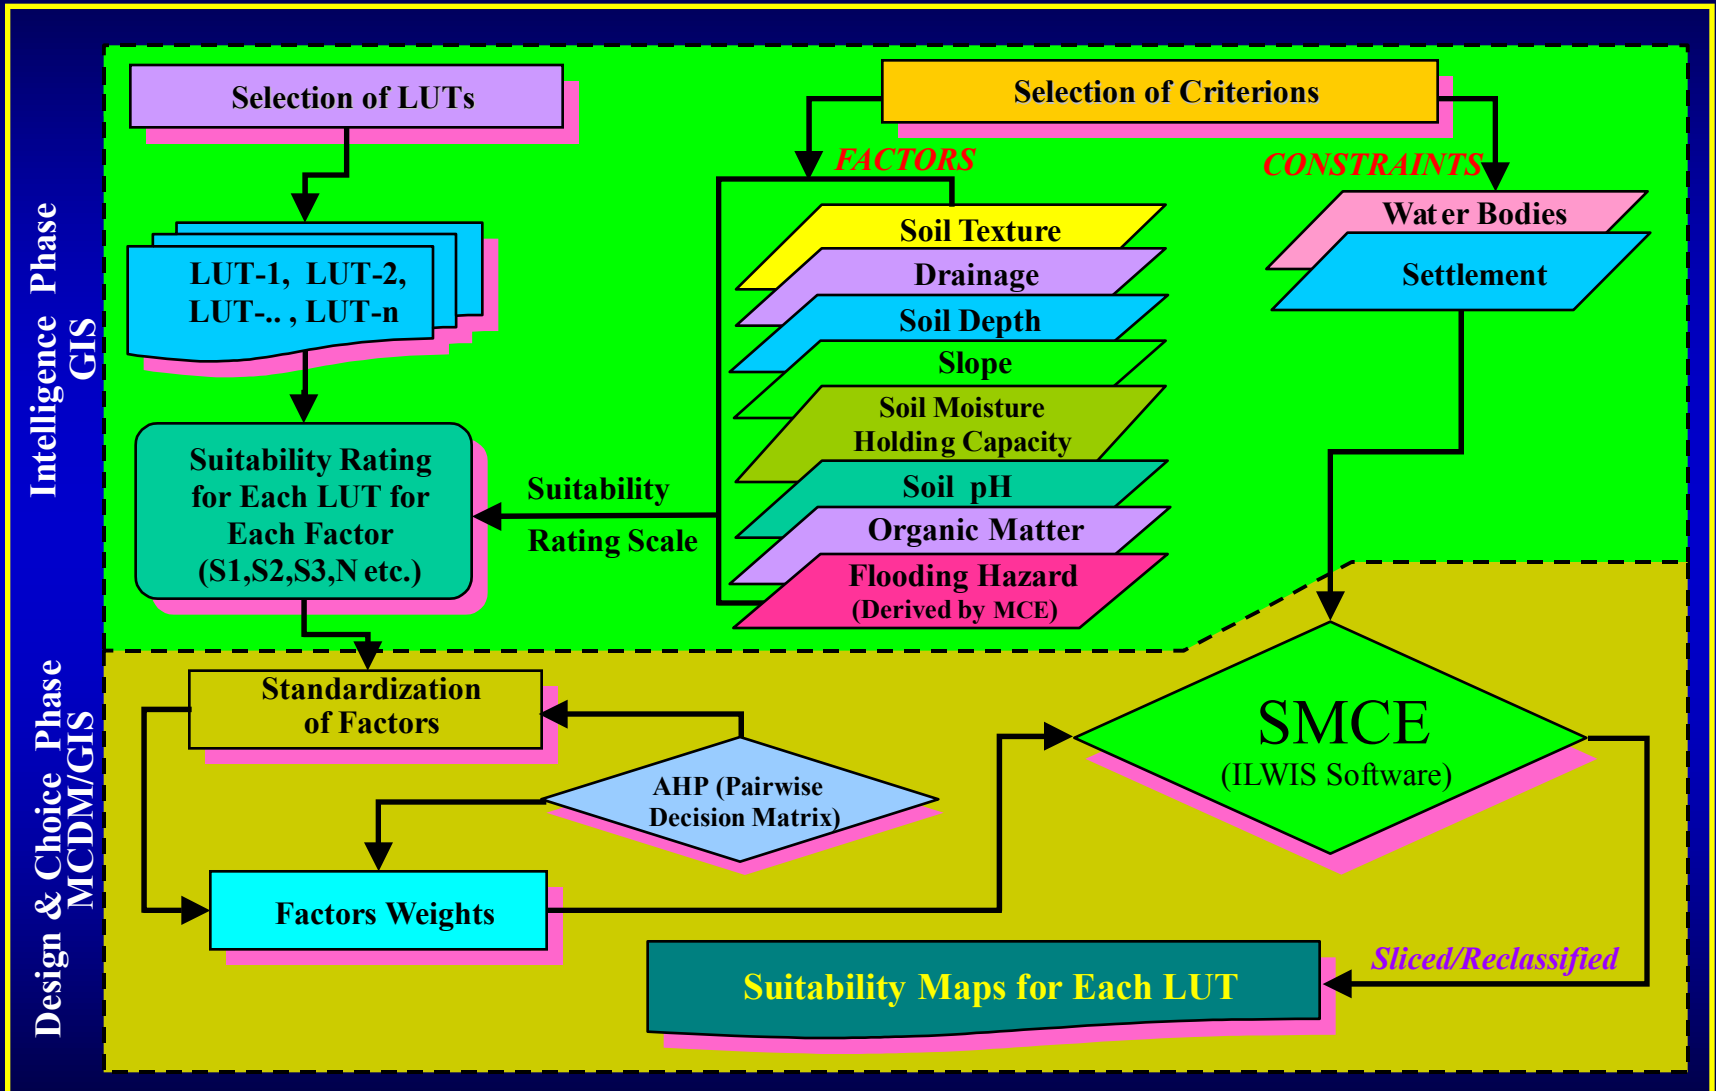 Selection of LUTs
Selection of Criterions
FACTORS
CONSTRAINTS
LUT-1, LUT-2,
LUT-.. , LUT-n
Soil Texture
Drainage
Soil Depth
Slope
Soil Moisture
Holding Capacity
Soil pH
Organic Matter
Flooding Hazard
(Derived by MCE)
Water Bodies
Settlement
Suitability Rating
for Each LUT for
Each Factor
(S1,S2,S3,N etc.)
Suitability
Rating Scale
Intelligence Phase
GIS
Standardization
of Factors
AHP (Pairwise
Decision Matrix)
Factors Weights
SMCE
(ILWIS Software)
Sliced/Reclassified
Suitability Maps for Each LUT
Design & Choice Phase
MCDM/GIS